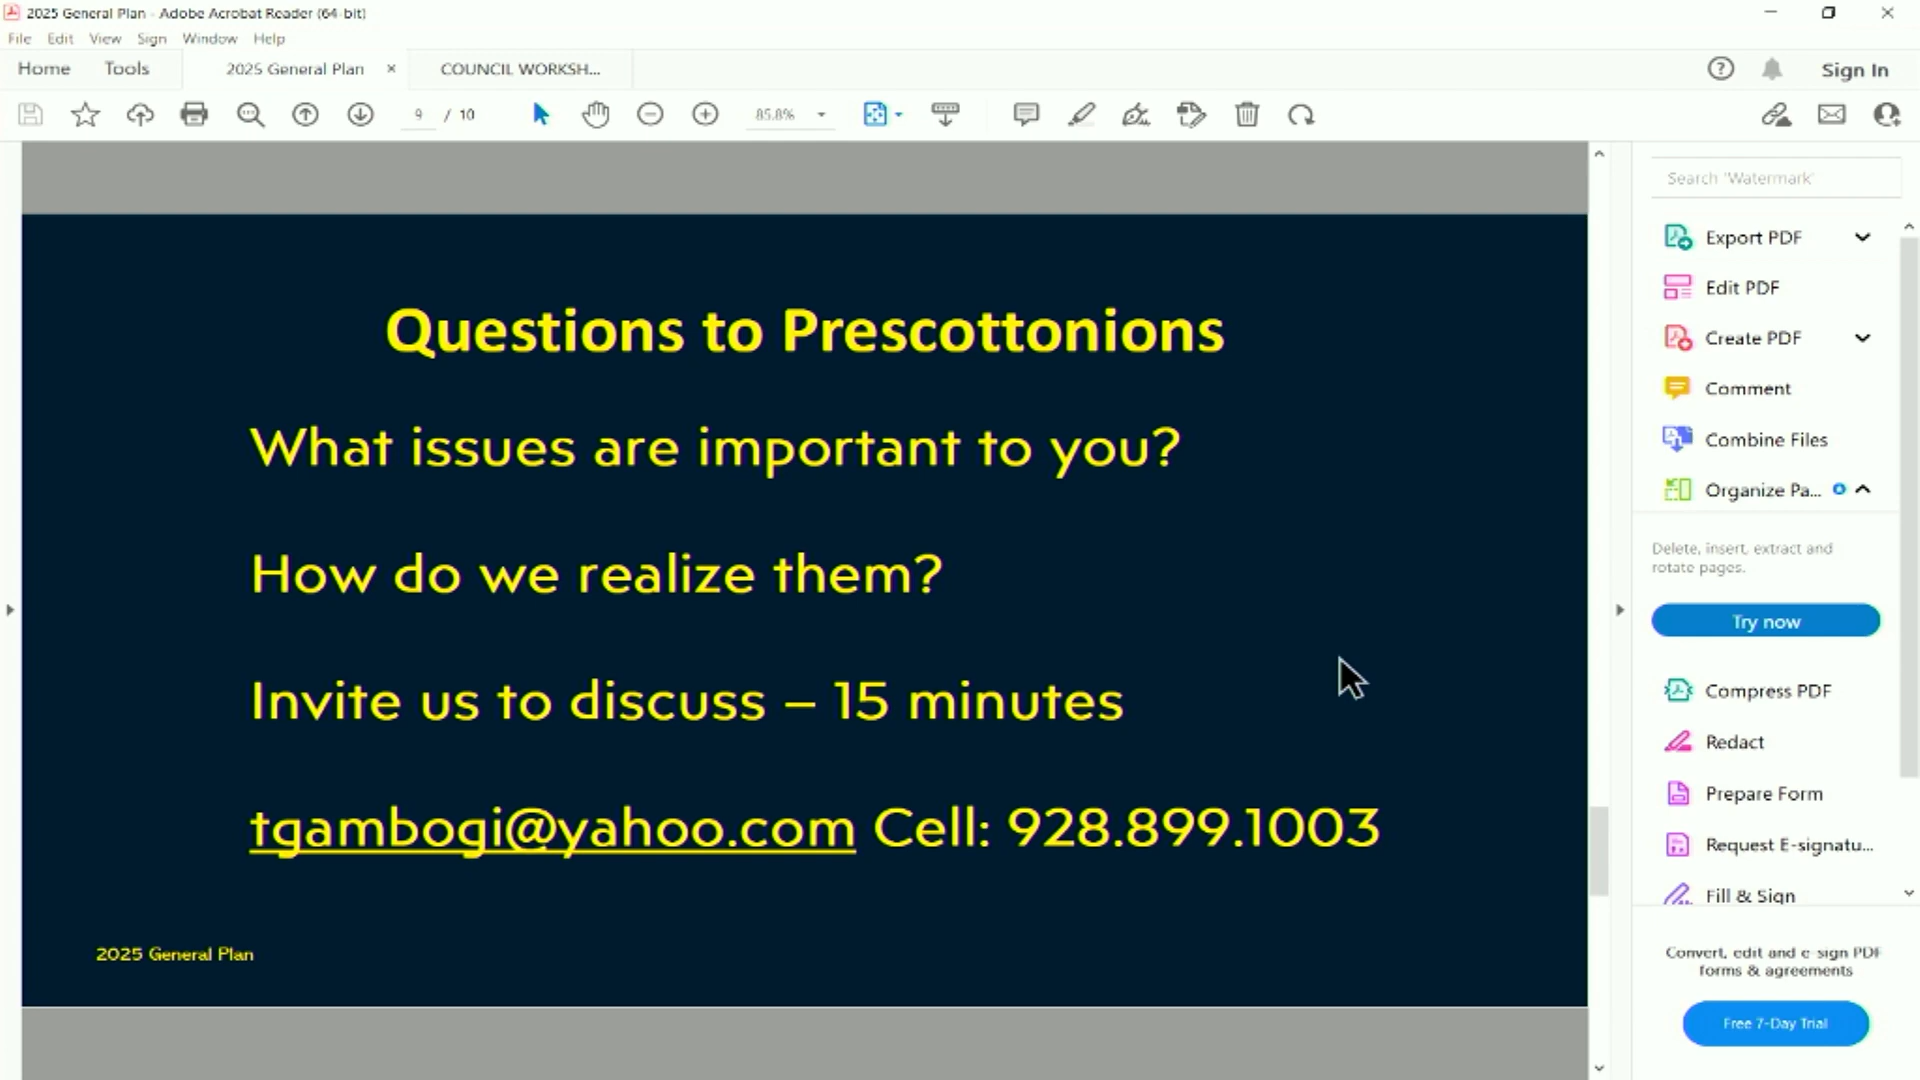 2025 General Plan - Adobe Acrobat Reader (64-bit)
File Edit View Sign Window Help
Home Tools 2025 General Plan × COUNCIL WORKSH... Sign In
9 / 10 85.8%
Search 'Watermark'
Export PDF
Edit PDF
Create PDF
Comment
Combine Files
Organize Pa...
Delete, insert, extract and
rotate pages.
Try now
Compress PDF
Redact
Prepare Form
Request E-signatu...
Fill & Sign
Convert, edit and e-sign PDF
forms & agreements
Free 7-Day Trial
Questions to Prescottonions
What issues are important to you?
How do we realize them?
Invite us to discuss – 15 minutes
tgambogi@yahoo.com Cell: 928.899.1003
2025 General Plan